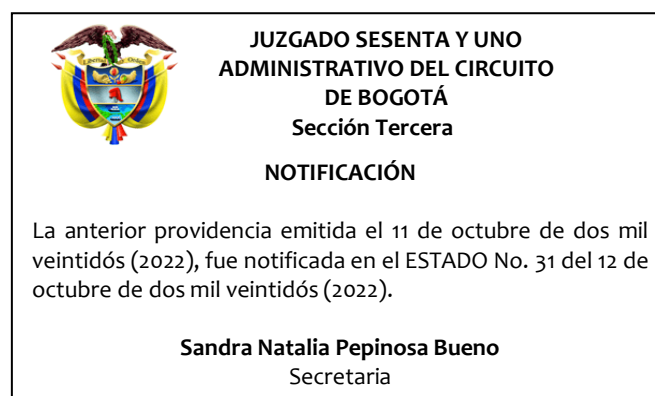 JUZGADO SESENTA Y UNO
ADMINISTRATIVO DEL CIRCUITO
DE BOGOTÁ
Sección Tercera
NOTIFICACIÓN
La anterior providencia emitida el 11 de octubre de dos mil
veintidós (2022), fue notificada en el ESTADO No. 31 del 12 de
octubre de dos mil veintidós (2022).
Sandra Natalia Pepinosa Bueno
Secretaria